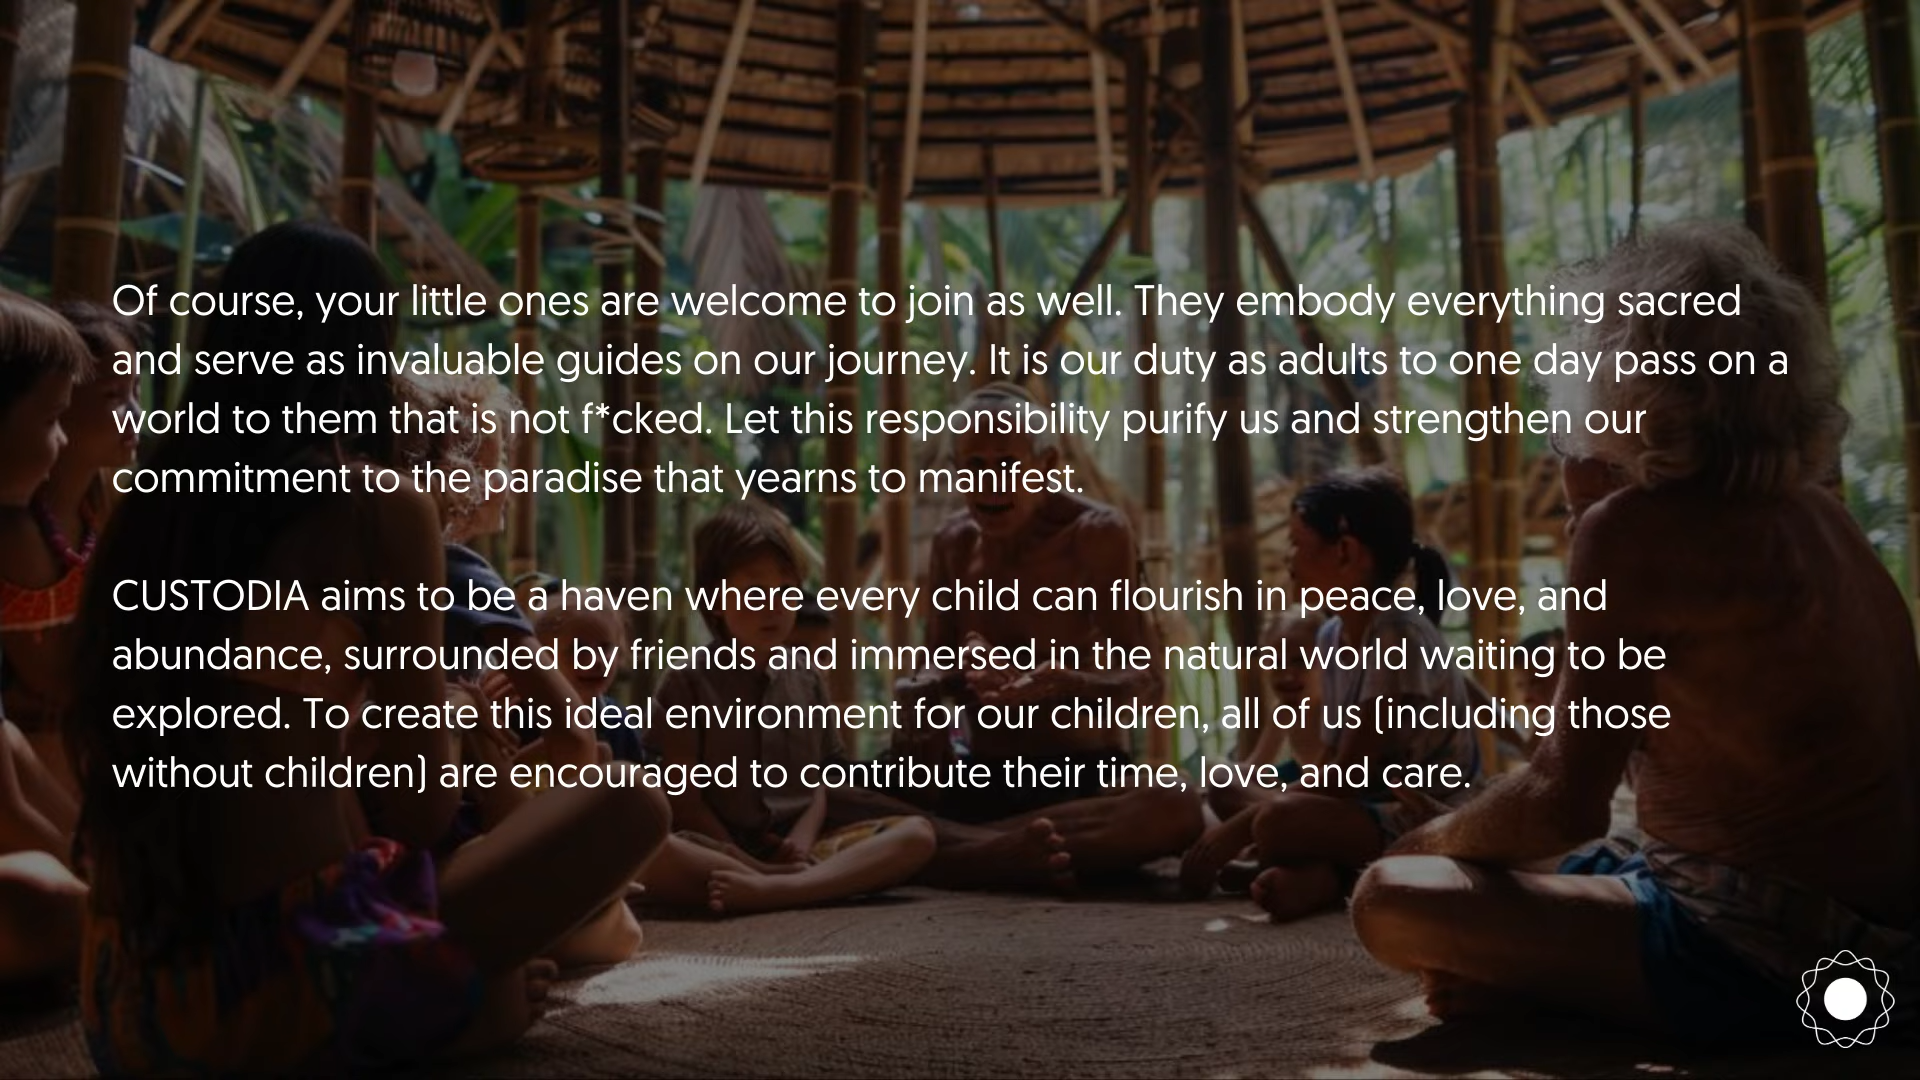 Of course, your little ones are welcome to join as well. They embody everything sacred
and serve as invaluable guides on our journey. It is our duty as adults to one day pass on a
world to them that is not f*cked. Let this responsibility purify us and strengthen our
commitment to the paradise that yearns to manifest.
CUSTODIA aims to be a haven where every child can flourish in peace, love, and
abundance, surrounded by friends and immersed in the natural world waiting to be
explored. To create this ideal environment for our children, all of us (including those
without children) are encouraged to contribute their time, love, and care.